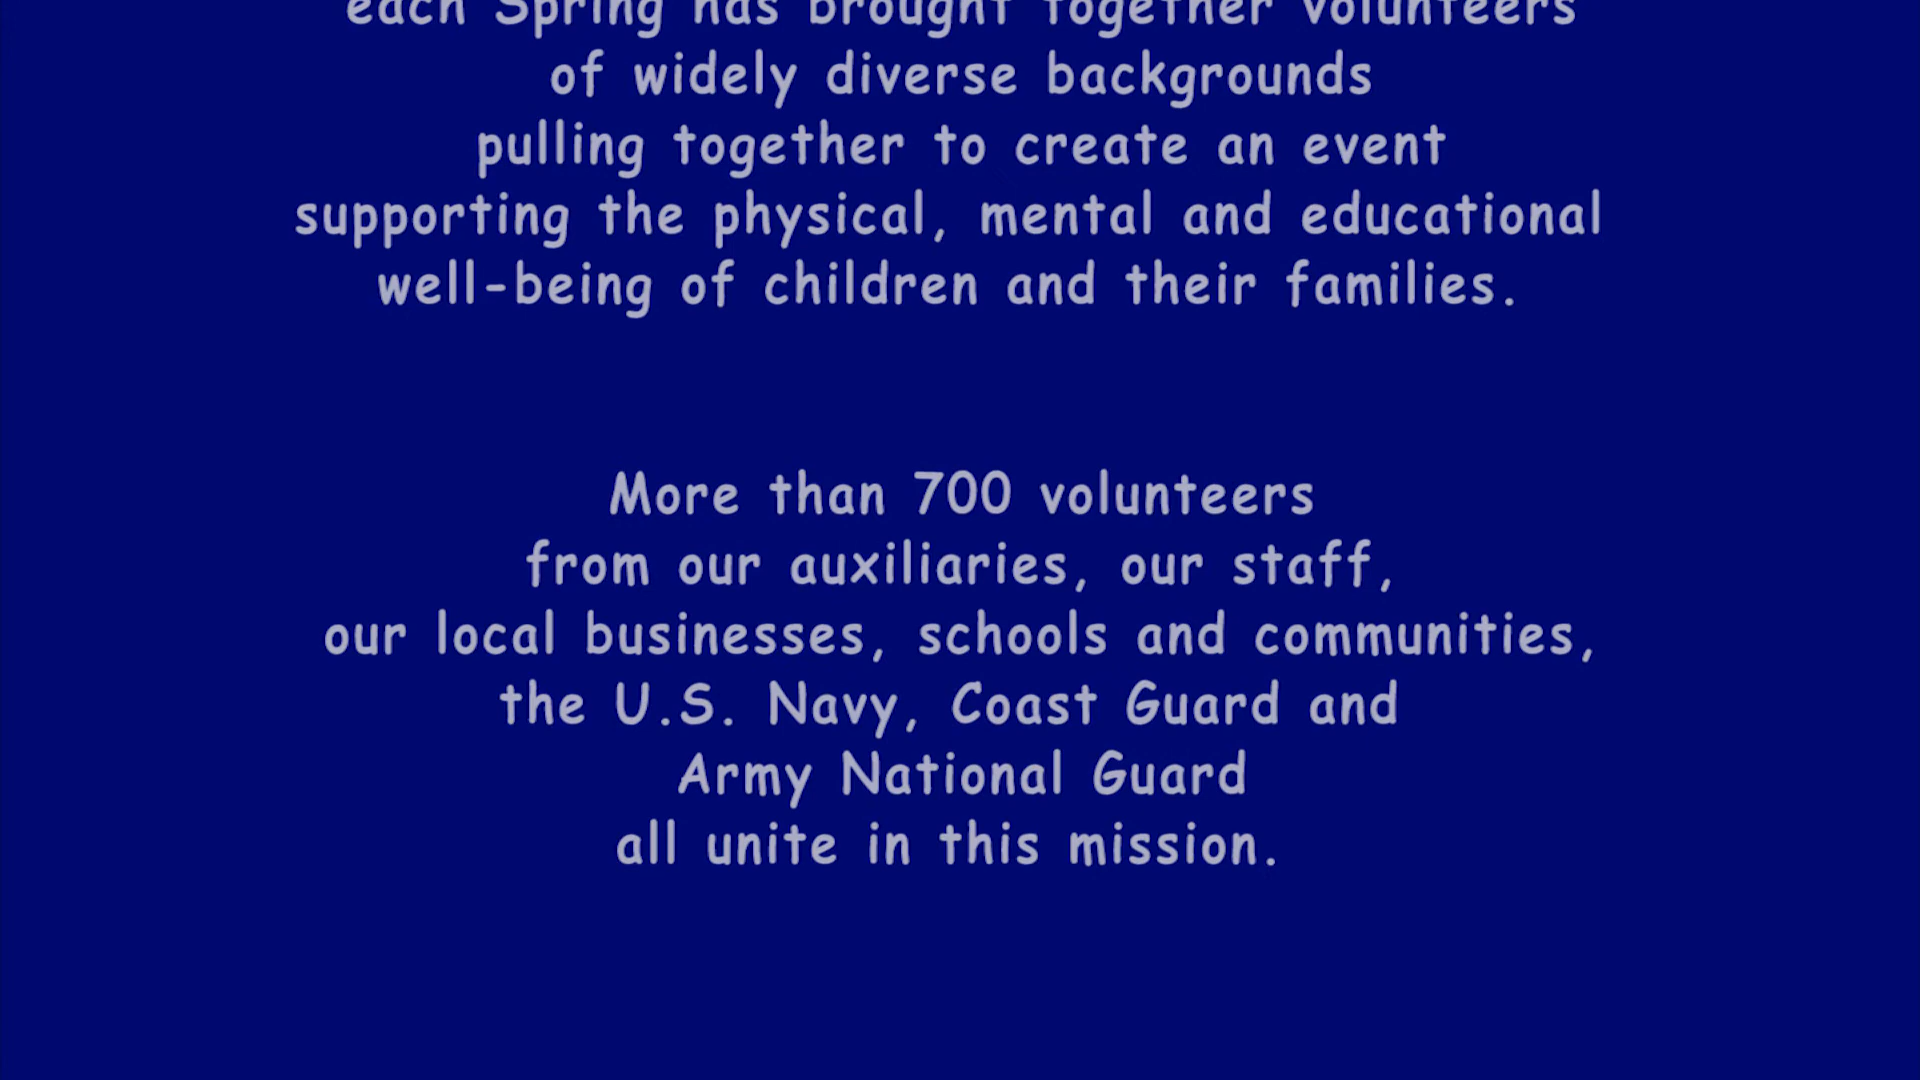 each Spring has brought together volunteers
of widely diverse backgrounds
pulling together to create an event
supporting the physical, mental and educational
well-being of children and their families.
More than 700 volunteers
from our auxiliaries, our staff,
our local businesses, schools and communities,
the U.S. Navy, Coast Guard and
Army National Guard
all unite in this mission.